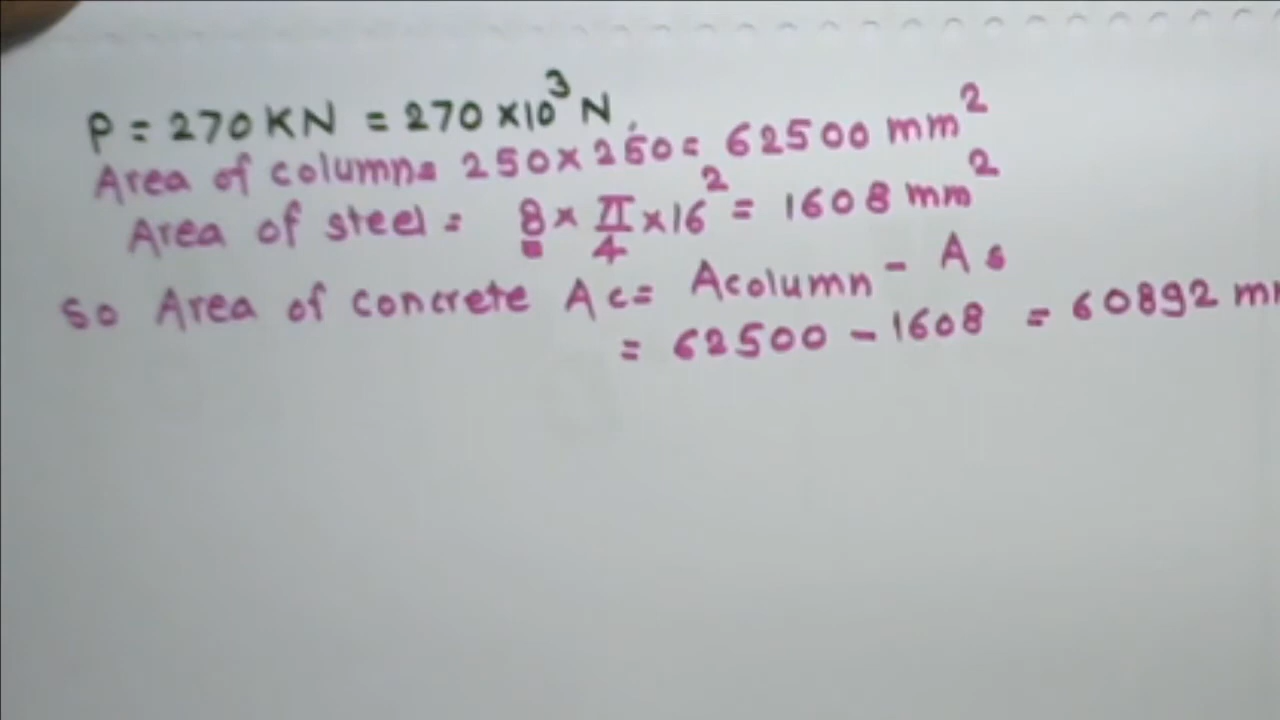 P = 270 KN = 270 × 10³ N
Area of column = 250 × 250 = 62500 mm²
Area of steel = 8 × π/4 × 16² = 1608 mm²
So Area of concrete Ac = Acolumn - As
= 62500 - 1608 = 60892 mm